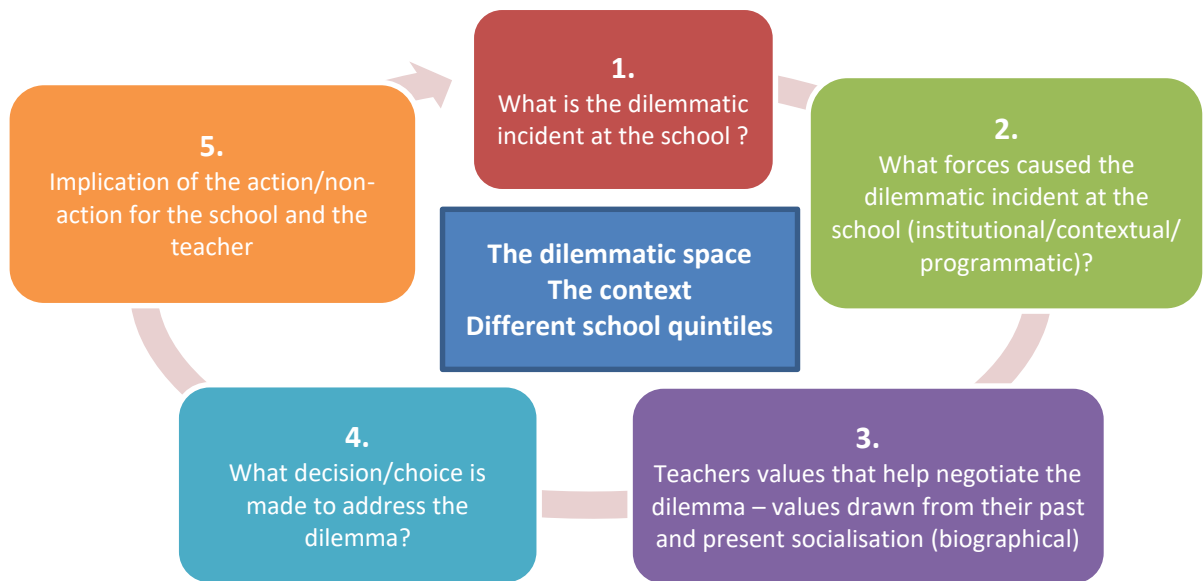 1.
What is the dilemmatic
incident at the school ?
2.
What forces caused the
dilemmatic incident at the
school (institutional/contextual/
programmatic)?
3.
Teachers values that help negotiate the
dilemma – values drawn from their past
and present socialisation (biographical)
4.
What decision/choice is
made to address the
dilemma?
5.
Implication of the action/non-
action for the school and the
teacher
The dilemmatic space
The context
Different school quintiles